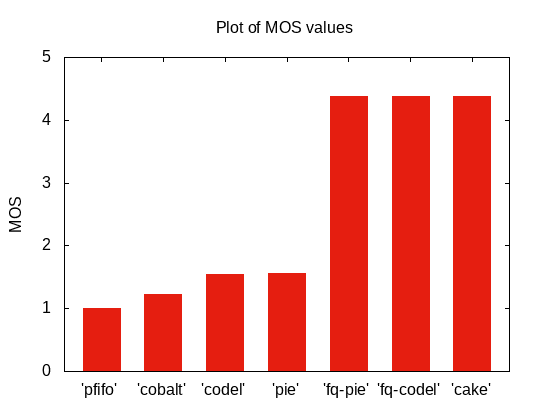 Plot of MOS values
5
4
3
2
1
0
MOS
'pfifo' 'cobalt' 'codel' 'pie' 'fq-pie' 'fq-codel' 'cake'